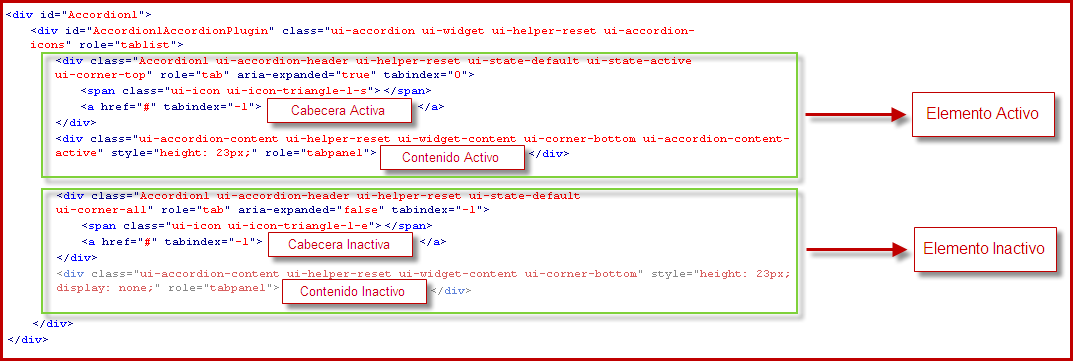 <div id="Accordion1">
<div id="Accordion1AccordionPlugin" class="ui-accordion ui-widget ui-helper-reset ui-accordion-
icons" role="tablist">
<div class="Accordion1 ui-accordion-header ui-helper-reset ui-state-default ui-state-active
ui-corner-top" role="tab" aria-expanded="true" tabindex="0">
<span class="ui-icon ui-icon-triangle-1-s"></span>
<a href="#" tabindex="-1"> Cabecera Activa </a>
</div>
<div class="ui-accordion-content ui-helper-reset ui-widget-content ui-corner-bottom ui-accordion-content-
active" style="height: 23px;" role="tabpanel"> Contenido Activo </div>
Elemento Activo
<div class="Accordion1 ui-accordion-header ui-helper-reset ui-state-default
ui-corner-all" role="tab" aria-expanded="false" tabindex="-1">
<span class="ui-icon ui-icon-triangle-1-e"></span>
<a href="#" tabindex="-1"> Cabecera Inactiva </a>
</div>
<div class="ui-accordion-content ui-helper-reset ui-widget-content ui-corner-bottom" style="height: 23px;
display: none;" role="tabpanel"> Contenido Inactivo </div>
Elemento Inactivo
</div>
</div>